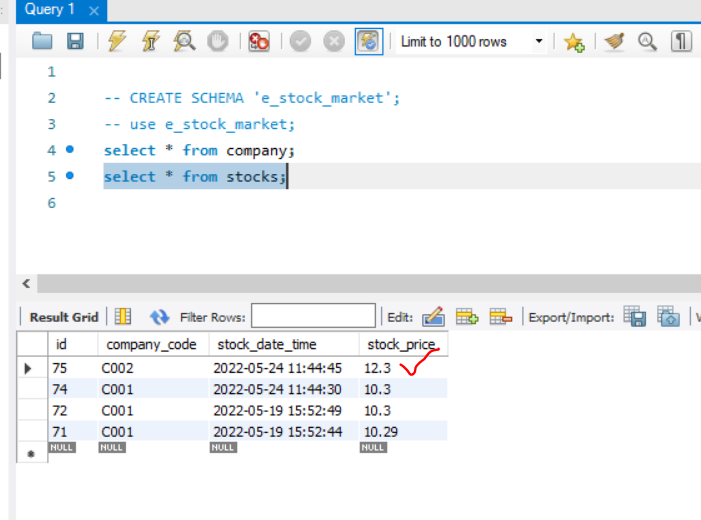 Query 1
Limit to 1000 rows
1
2 -- CREATE SCHEMA 'e_stock_market';
3 -- use e_stock_market;
4 select * from company;
5 select * from stocks;
6
Result Grid Filter Rows: Edit: Export/Import:
id company_code stock_date_time stock_price
75 C002 2022-05-24 11:44:45 12.3
74 C001 2022-05-24 11:44:30 10.3
72 C001 2022-05-19 15:52:49 10.3
71 C001 2022-05-19 15:52:44 10.29
NULL NULL NULL NULL